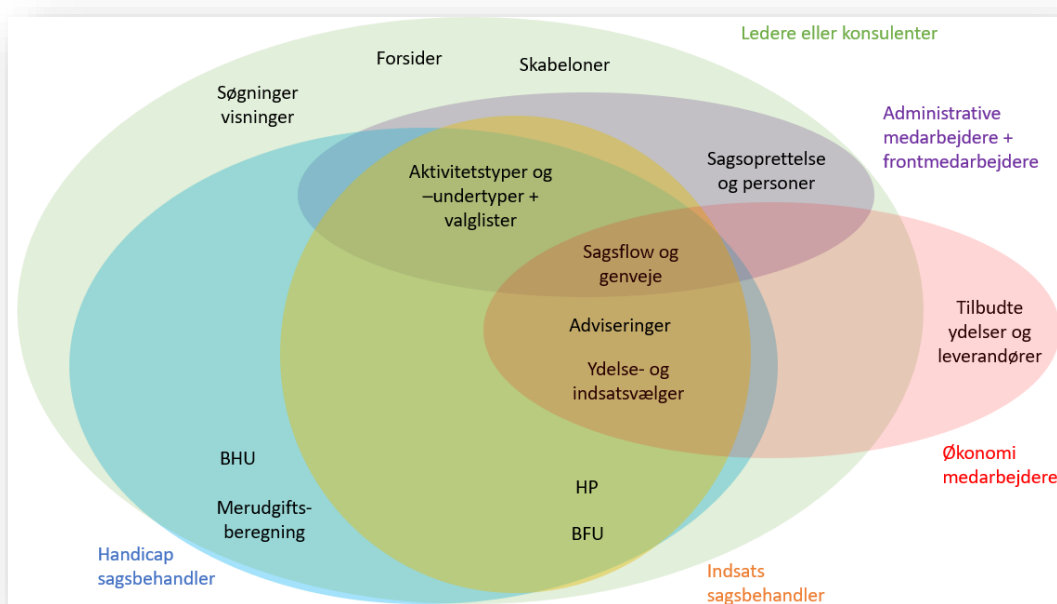 Ledere eller konsulenter
Forsider
Skabeloner
Søgninger
visninger
Administrative
medarbejdere +
frontmedarbejdere
Sagsoprettelse
og personer
Aktivitetstyper og
–undertyper +
valglister
Sagsflow og
genveje
Adviseringer
Tilbudte
ydelser og
leverandører
Ydelse- og
indsatsvælger
BHU
Økonomi
medarbejdere
HP
Merudgifts-
beregning
BFU
Handicap
sagsbehandler
Indsats
sagsbehandler